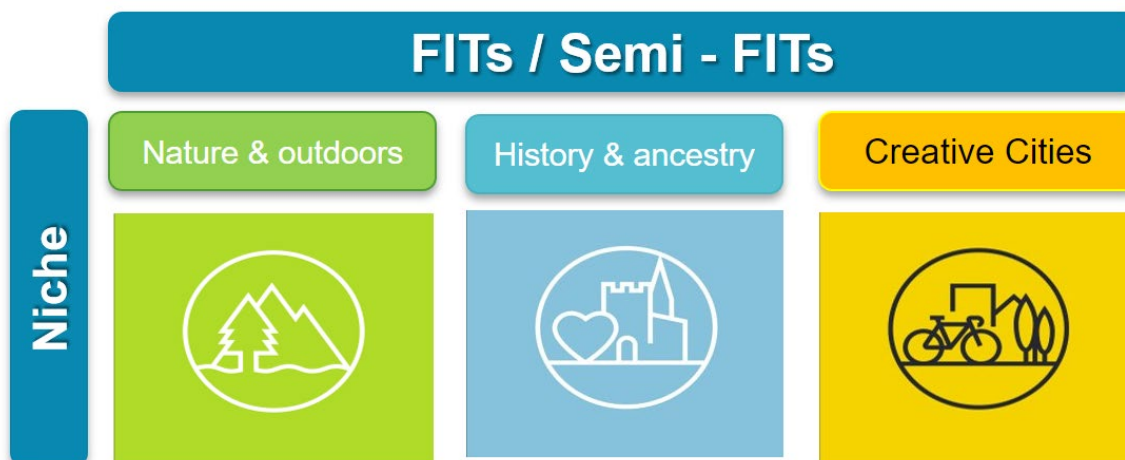 FITs / Semi - FITs
Nature & outdoors
History & ancestry
Creative Cities
Niche